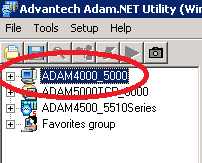 Advantech Adam.NET Utility (Win
File Tools Setup Help
ADAM4000_5000
ADAM5000TCP_6000
ADAM4500_5510Series
Favorites group